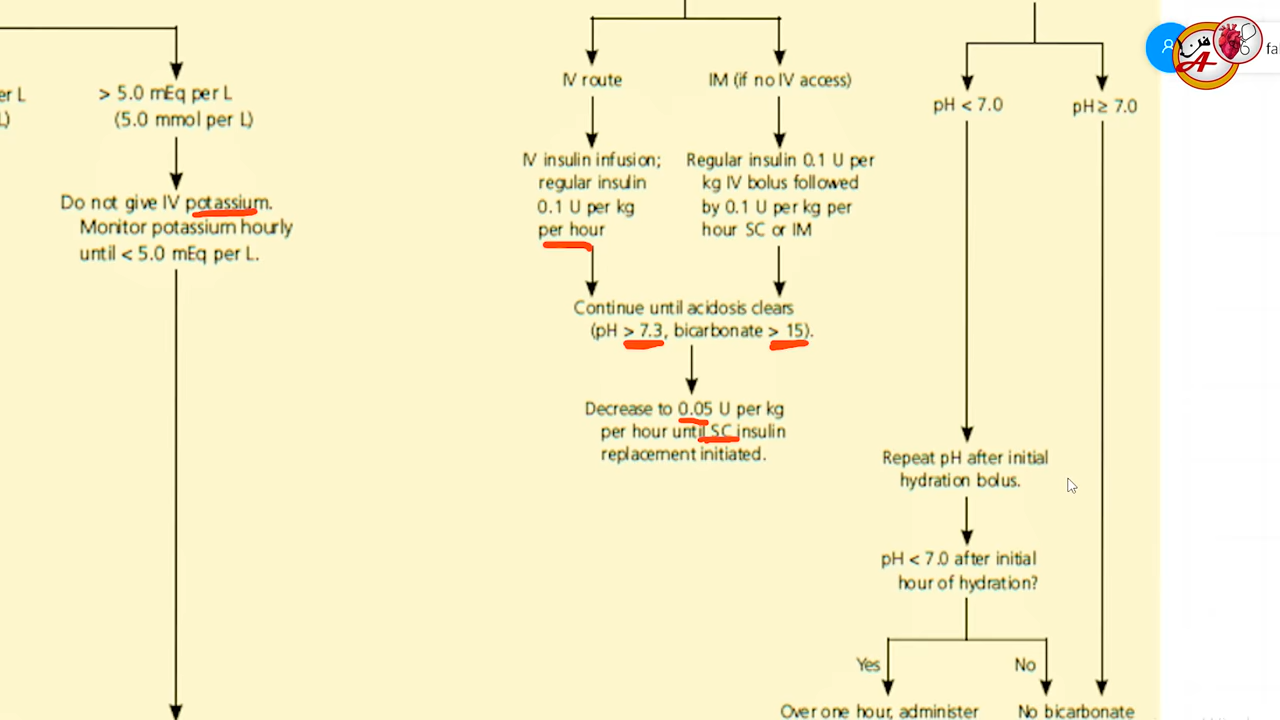 er L
L)
> 5.0 mEq per L
(5.0 mmol per L)
Do not give IV potassium.
Monitor potassium hourly
until < 5.0 mEq per L.
IV route
IV insulin infusion;
regular insulin
0.1 U per kg
per hour
IM (if no IV access)
Regular insulin 0.1 U per
kg IV bolus followed
by 0.1 U per kg per
hour SC or IM
Continue until acidosis clears
(pH > 7.3, bicarbonate > 15).
Decrease to 0.05 U per kg
per hour until SC insulin
replacement initiated.
pH < 7.0
pH ≥ 7.0
Repeat pH after initial
hydration bolus.
pH < 7.0 after initial
hour of hydration?
Yes
No
Over one hour, administer
No bicarbonate
A
fal